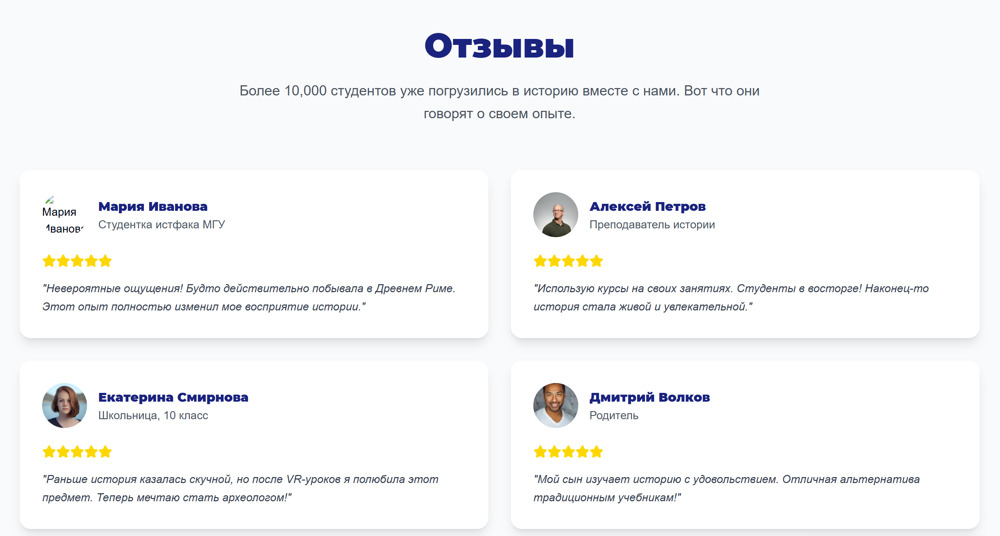 Отзывы
Более 10,000 студентов уже погрузились в историю вместе с нами. Вот что они
говорят о своем опыте.
Мария
Иванова
Мария Иванова
Студентка истфака МГУ
"Невероятные ощущения! Будто действительно побывала в Древнем Риме.
Этот опыт полностью изменил мое восприятие истории."
Алексей Петров
Преподаватель истории
"Использую курсы на своих занятиях. Студенты в восторге! Наконец-то
история стала живой и увлекательной."
Екатерина Смирнова
Школьница, 10 класс
"Раньше история казалась скучной, но после VR-уроков я полюбила этот
предмет. Теперь мечтаю стать археологом!"
Дмитрий Волков
Родитель
"Мой сын изучает историю с удовольствием. Отличная альтернатива
традиционным учебникам!"